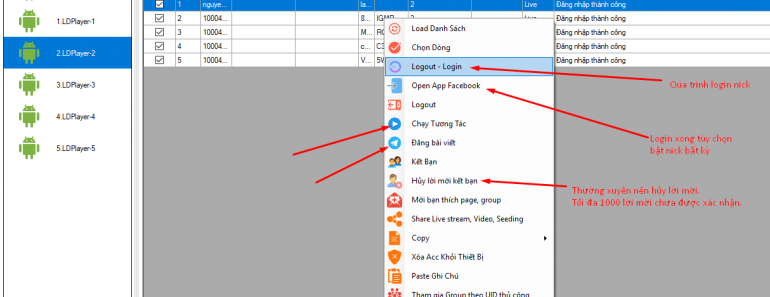 1.LDPlayer-1
2.LDPlayer-2
3.LDPlayer-3
4.LDPlayer-4
5.LDPlayer-5
1 nguye... la... 2 Live Đăng nhập thành công
2 10004... 8... IGMP 2 Live Đăng nhập thành công
3 10004... M... Đăng nhập thành công
4 10004... c... C3 Đăng nhập thành công
5 10004... V... 5W Đăng nhập thành công
Load Danh Sách
Chọn Dòng
Logout - Login
Open App Facebook
Logout
Chạy Tương Tác
Đăng bài viết
Kết Bạn
Hủy lời mời kết bạn
Mời bạn thích page, group
Share Live stream, Video, Seeding
Copy
Xóa Acc Khỏi Thiết Bị
Paste Ghi Chú
Tham gia Group theo UID thủ công
Qúa trình login nick
Login xong tùy chọn
bật nick bất kỳ
Thường xuyên nên hủy lời mời.
Tối đa 1000 lời mời chưa được xác nhận.